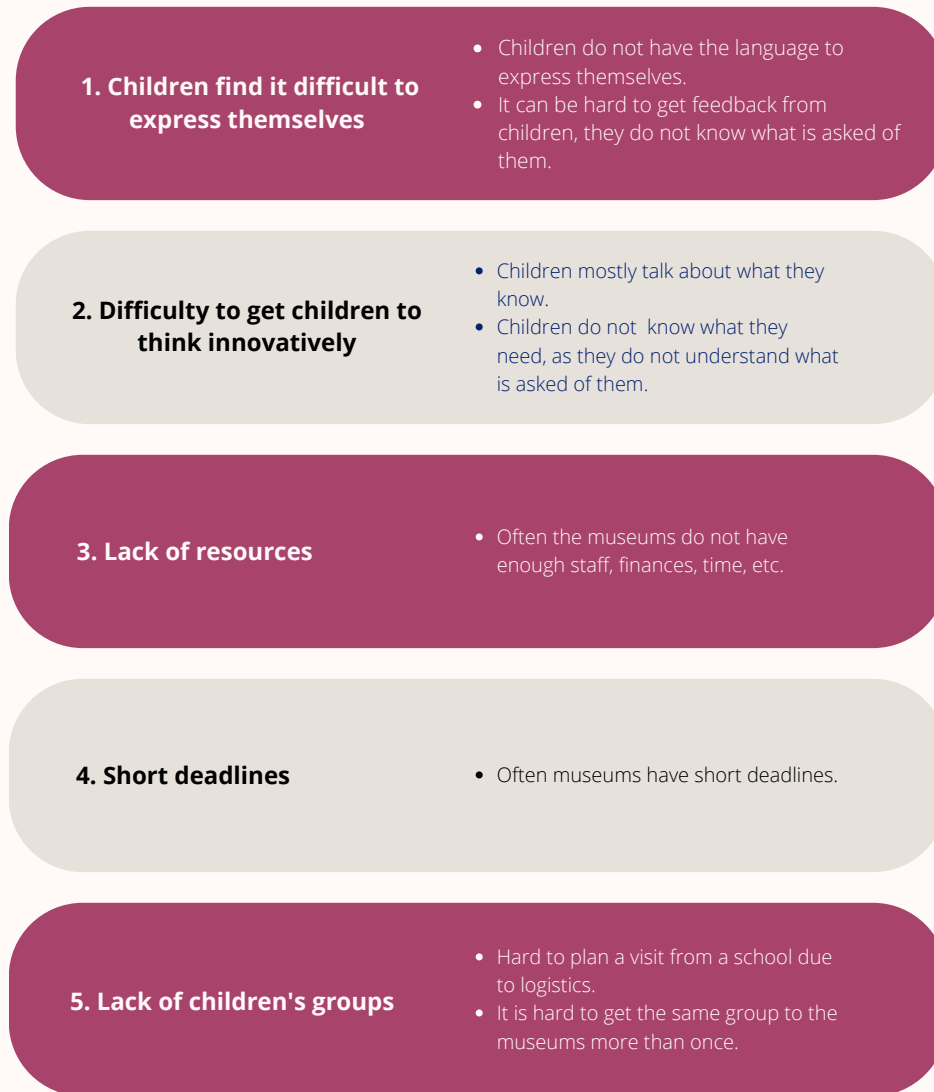 1. Children find it difficult to
express themselves
• Children do not have the language to
express themselves.
• It can be hard to get feedback from
children, they do not know what is asked of
them.
2. Difficulty to get children to
think innovatively
• Children mostly talk about what they
know.
• Children do not  know what they
need, as they do not understand what
is asked of them.
3. Lack of resources
• Often the museums do not have
enough staff, finances, time, etc.
4. Short deadlines
• Often museums have short deadlines.
5. Lack of children's groups
• Hard to plan a visit from a school due
to logistics.
• It is hard to get the same group to the
museums more than once.